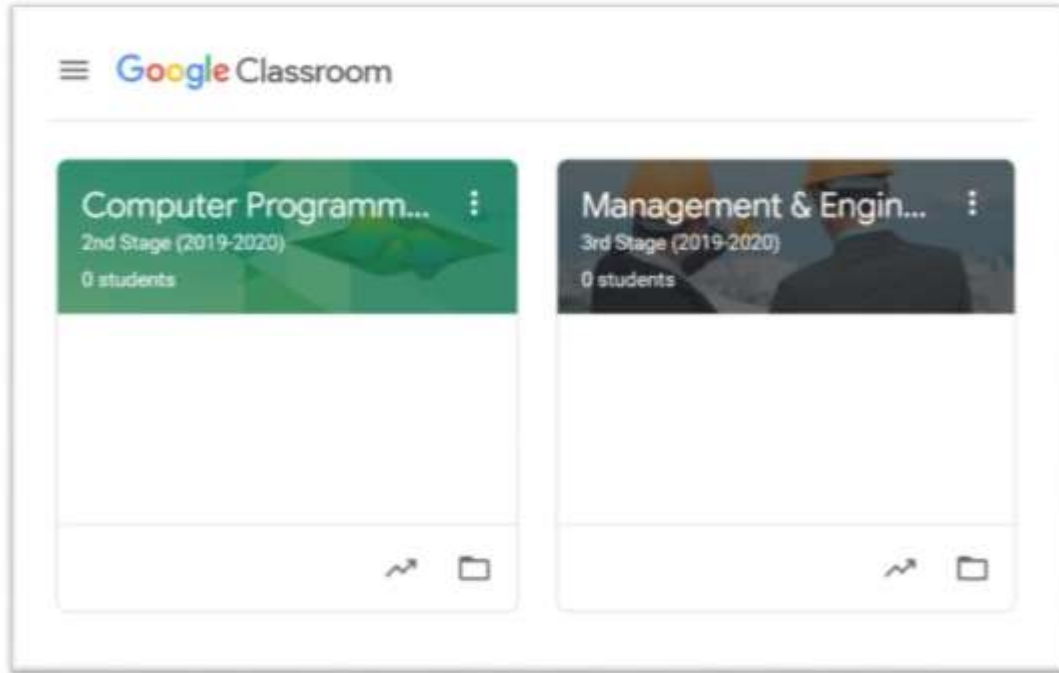 Google Classroom
Computer Programm...
2nd Stage (2019-2020)
0 students
Management & Engin...
3rd Stage (2019-2020)
0 students